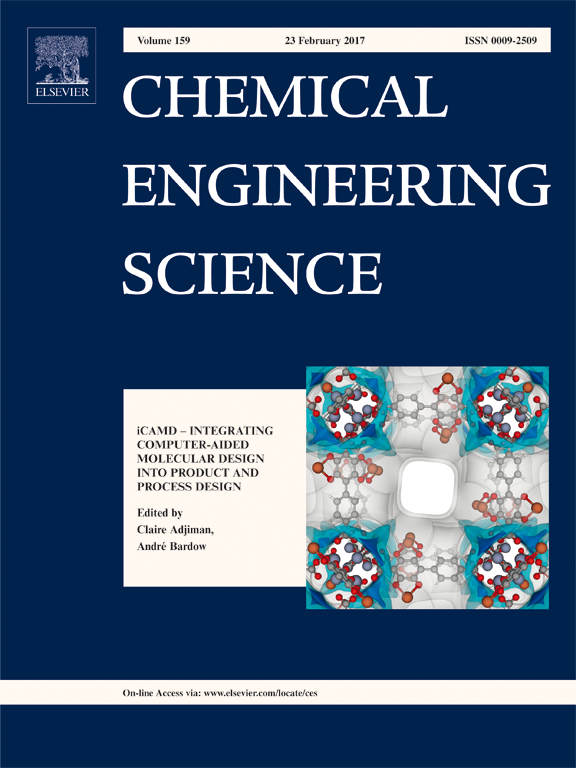 Volume 159 23 February 2017 ISSN 0009-2509
ELSEVIER
CHEMICAL
ENGINEERING
SCIENCE
iCAMD – INTEGRATING
COMPUTER-AIDED
MOLECULAR DESIGN
INTO PRODUCT AND
PROCESS DESIGN
Edited by
Claire Adjiman,
André Bardow
On-line Access via: www.elsevier.com/locate/ces